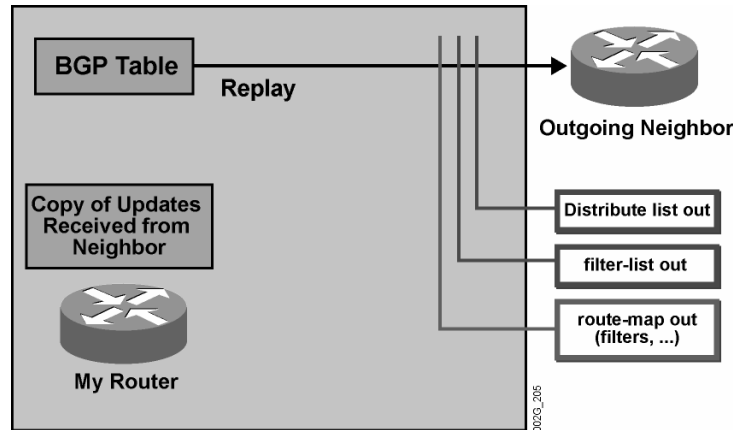 BGP Table
Replay
Outgoing Neighbor
Copy of Updates
Received from
Neighbor
Distribute list out
filter-list out
route-map out
(filters, ...)
My Router
002G_205